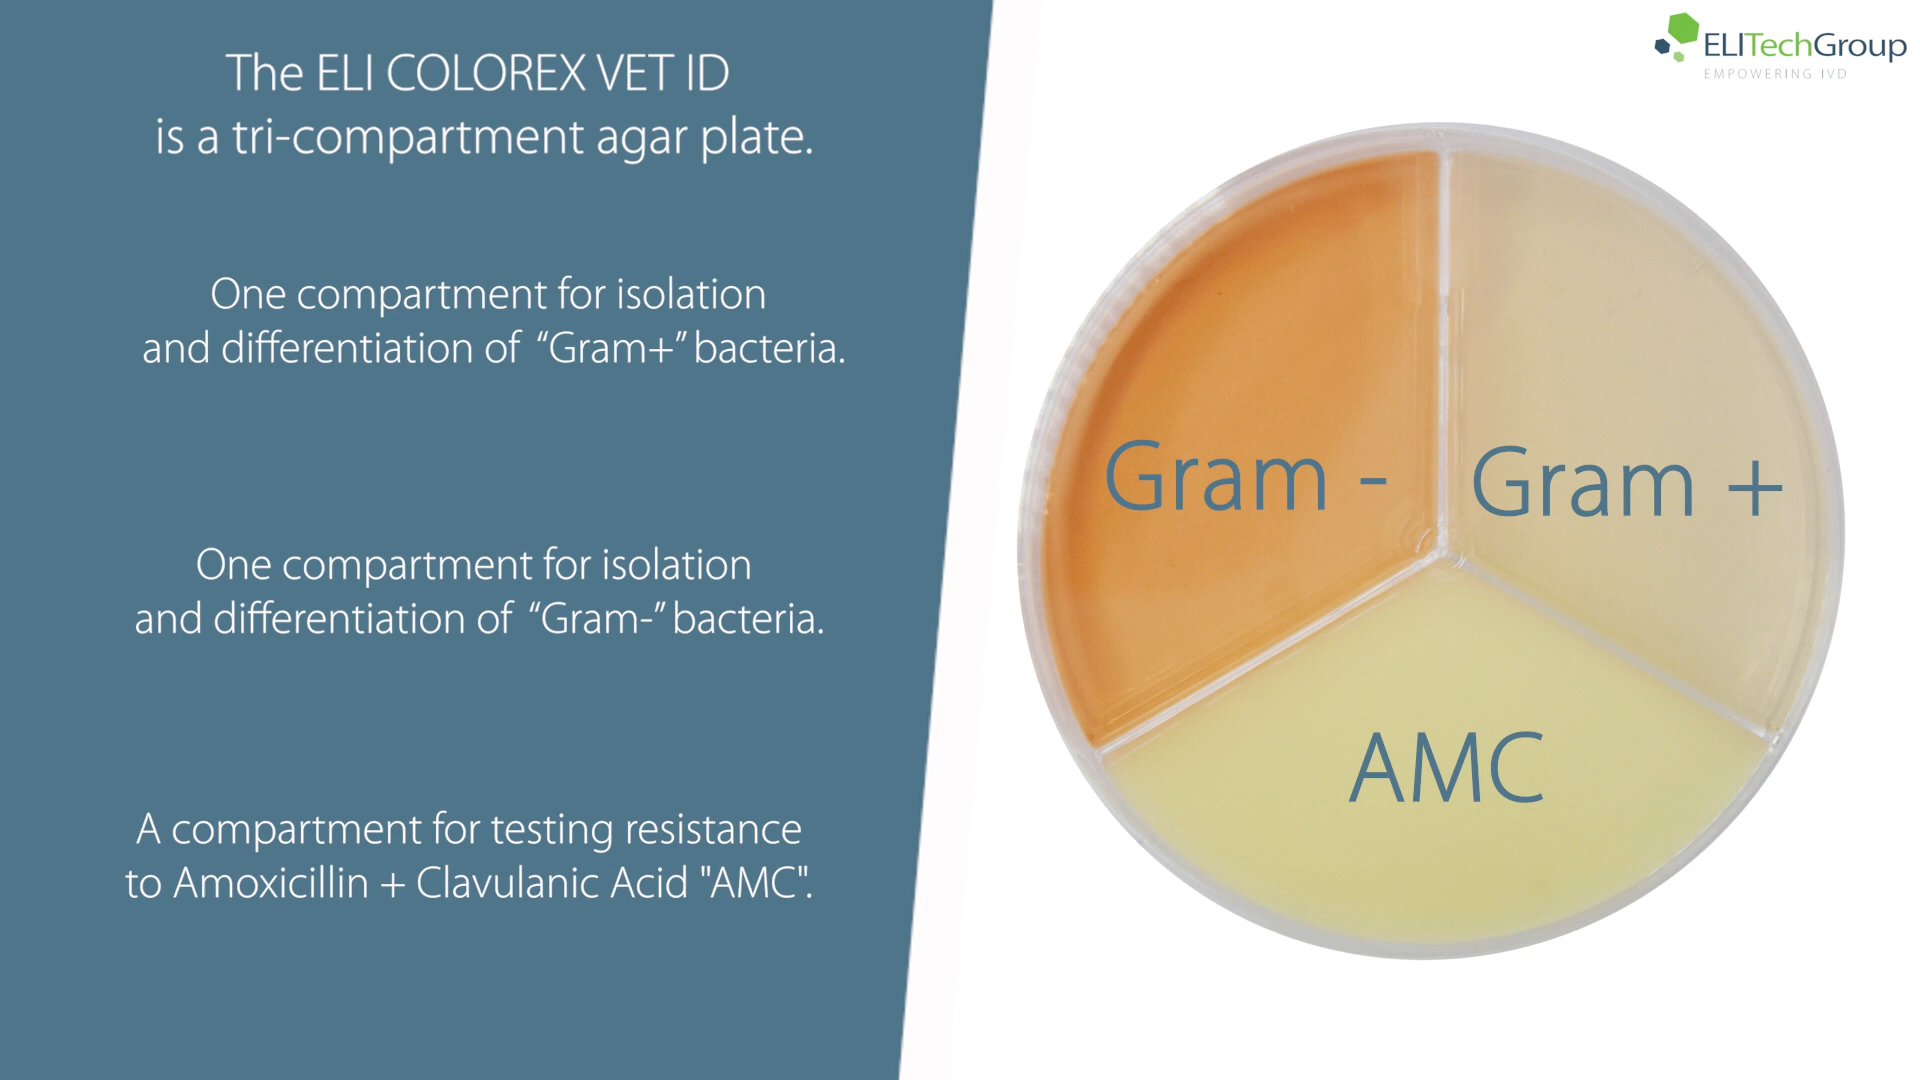 The ELI COLOREX VET ID
is a tri-compartment agar plate.
One compartment for isolation
and differentiation of “Gram+” bacteria.
One compartment for isolation
and differentiation of “Gram-” bacteria.
A compartment for testing resistance
to Amoxicillin + Clavulanic Acid "AMC".
ELITechGroup
EMPOWERING IVD
Gram -
Gram +
AMC